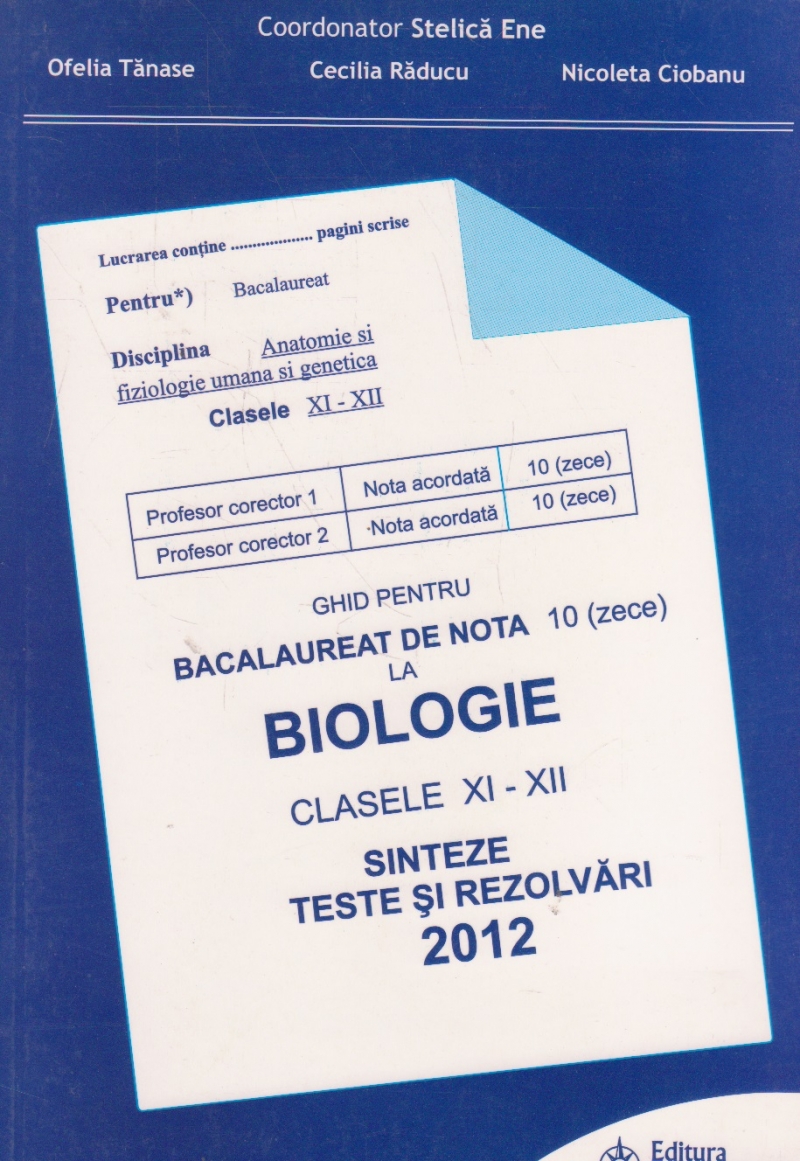 Coordonator Stelică Ene
Ofelia Tănase Cecilia Răducu Nicoleta Ciobanu
Lucrarea conține ................... pagini scrise
Pentru*) Bacalaureat
Disciplina Anatomie si
fiziologie umana si genetica
Clasele XI - XII
Profesor corector 1 Nota acordată 10 (zece)
Profesor corector 2 Nota acordată 10 (zece)
GHID PENTRU
BACALAUREAT DE NOTA 10 (zece)
LA
BIOLOGIE
CLASELE XI - XII
SINTEZE
TESTE ŞI REZOLVĂRI
2012
Editura